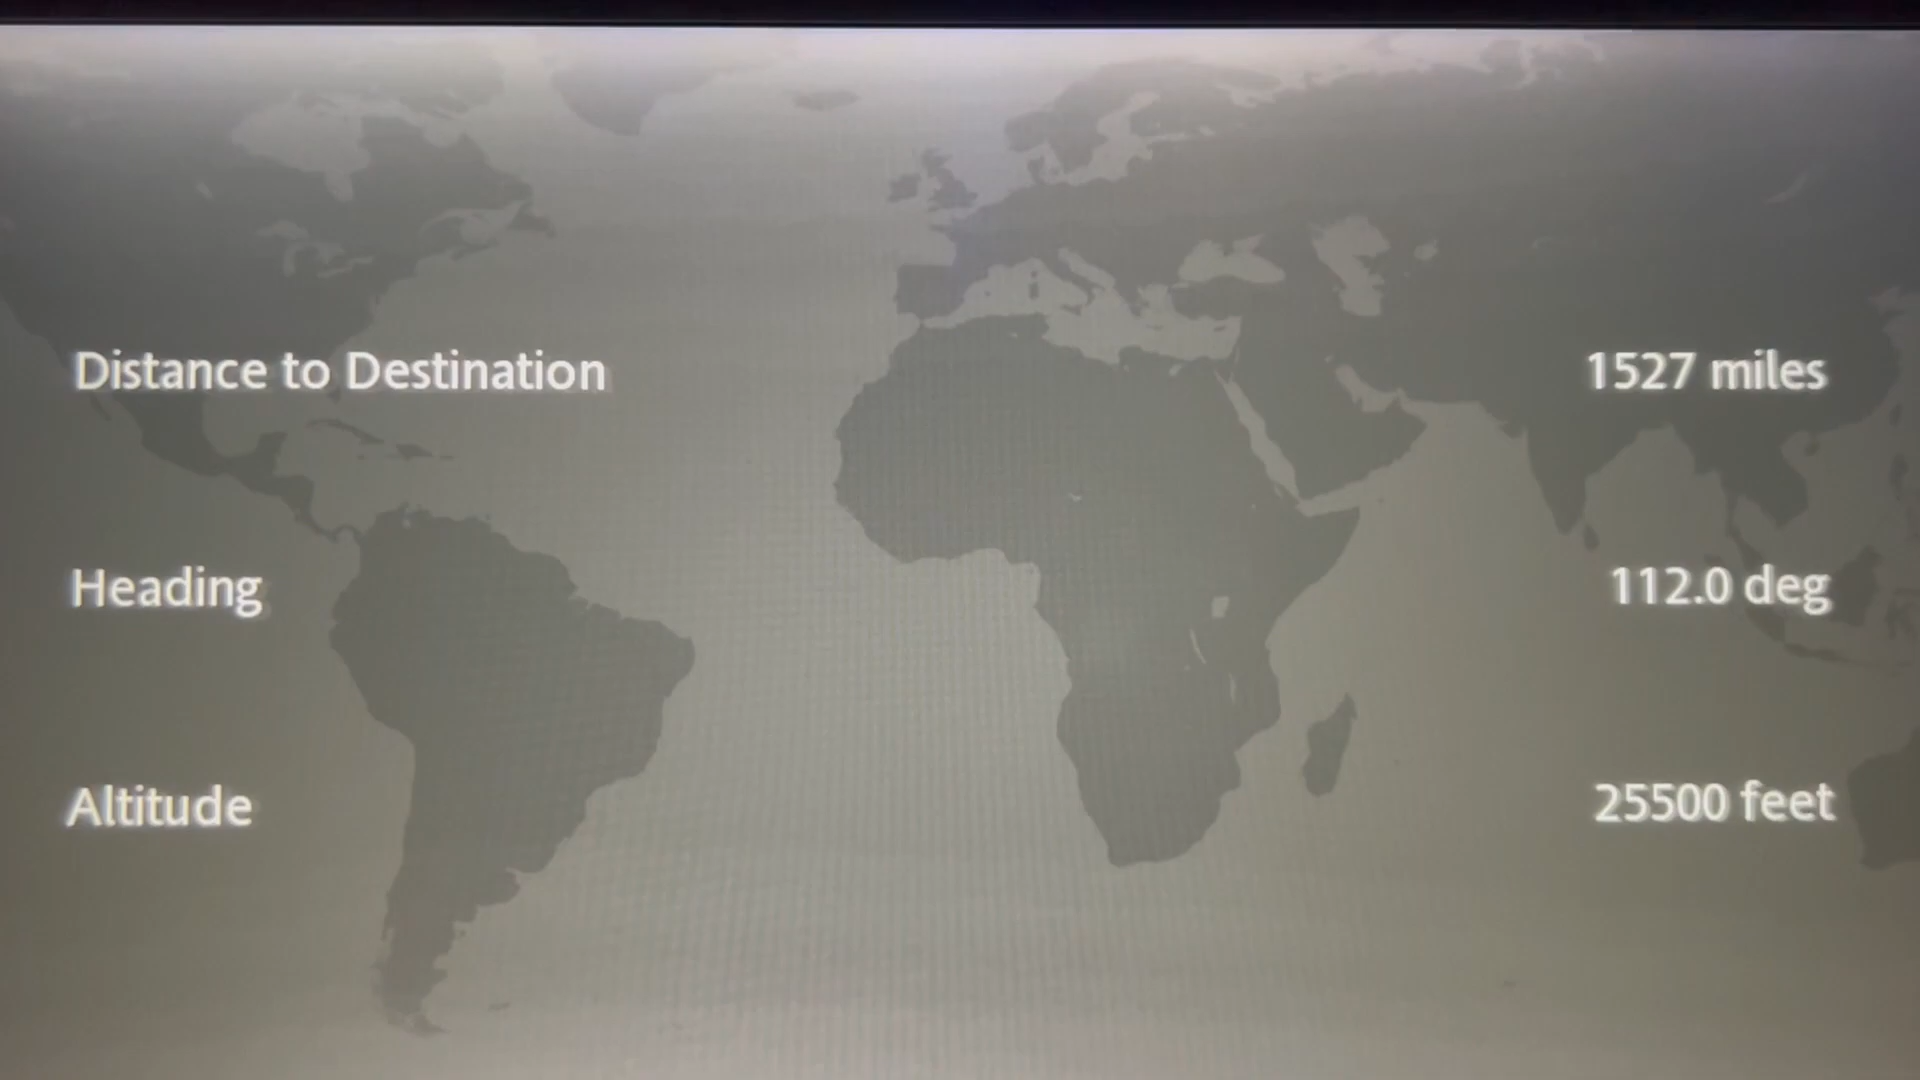 Distance to Destination 1527 miles
Heading 112.0 deg
Altitude 25500 feet